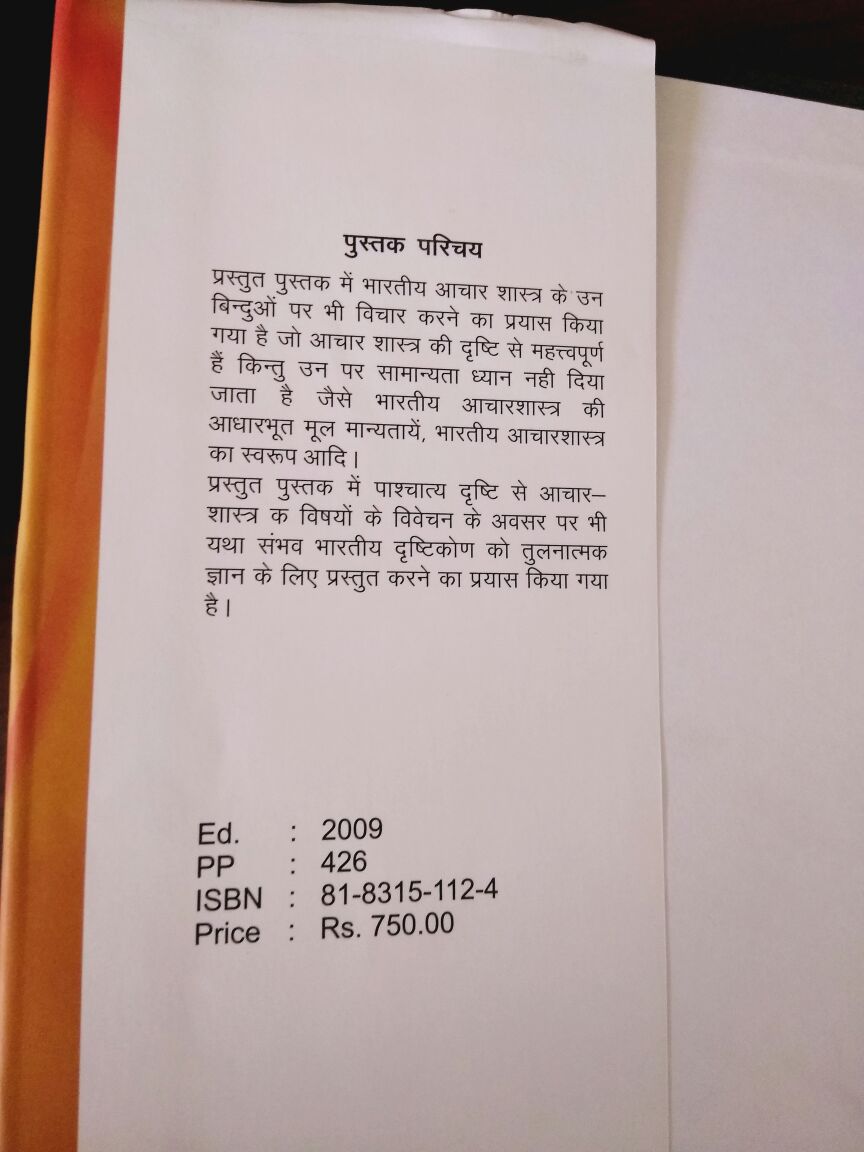 पुस्तक परिचय
प्रस्तुत पुस्तक में भारतीय आचार शास्त्र के उन
बिन्दुओं पर भी विचार करने का प्रयास किया
गया है जो आचार शास्त्र की दृष्टि से महत्त्वपूर्ण
हैं किन्तु उन पर सामान्यता ध्यान नही दिया
जाता है जैसे भारतीय आचारशास्त्र की
आधारभूत मूल मान्यतायें, भारतीय आचारशास्त्र
का स्वरूप आदि।
प्रस्तुत पुस्तक में पाश्चात्य दृष्टि से आचार–
शास्त्र क विषयों के विवेचन के अवसर पर भी
यथा संभव भारतीय दृष्टिकोण को तुलनात्मक
ज्ञान के लिए प्रस्तुत करने का प्रयास किया गया
है।
Ed. : 2009
PP : 426
ISBN : 81-8315-112-4
Price : Rs. 750.00